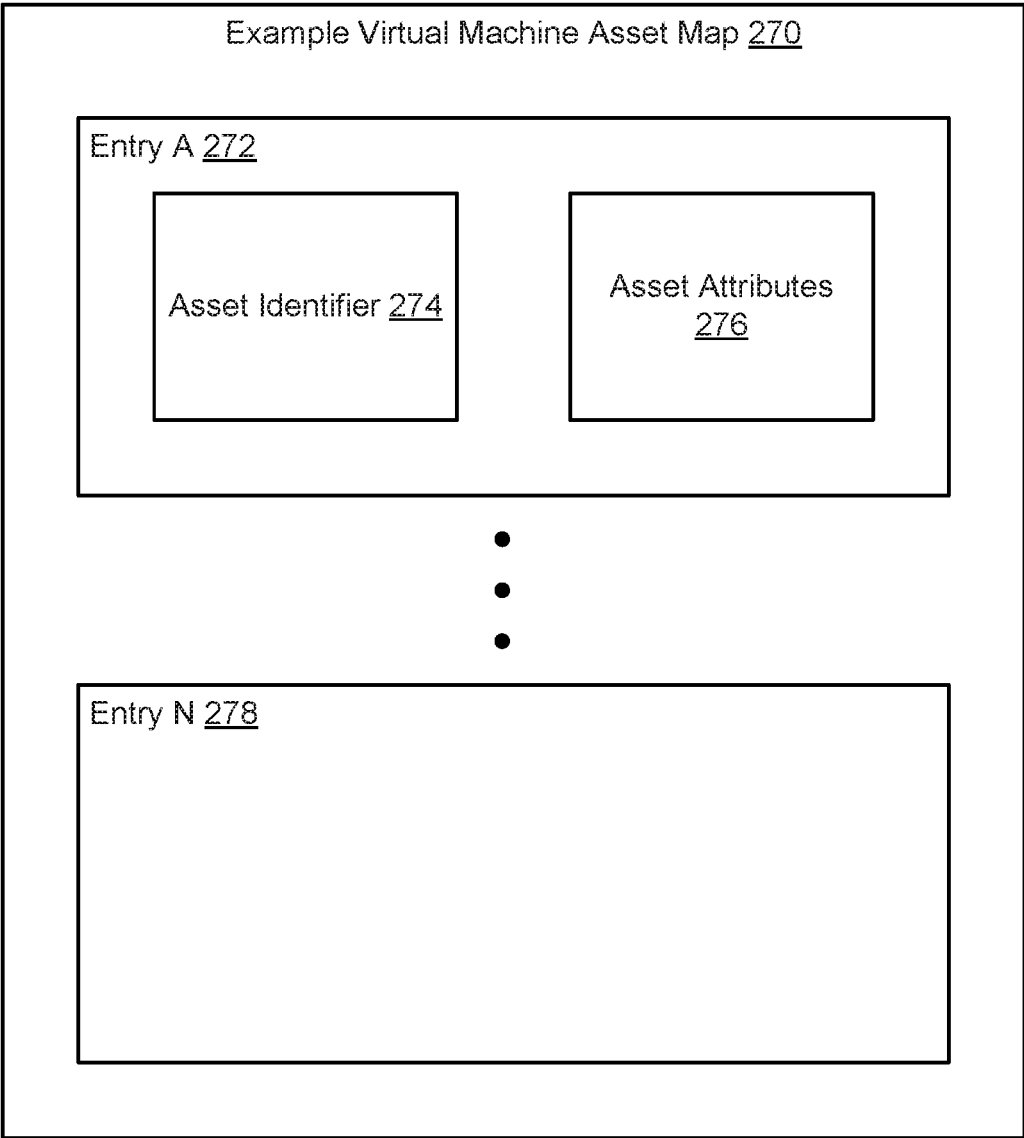 Example Virtual Machine Asset Map 270
Entry A 272
Asset Identifier 274
Asset Attributes
276
Entry N 278